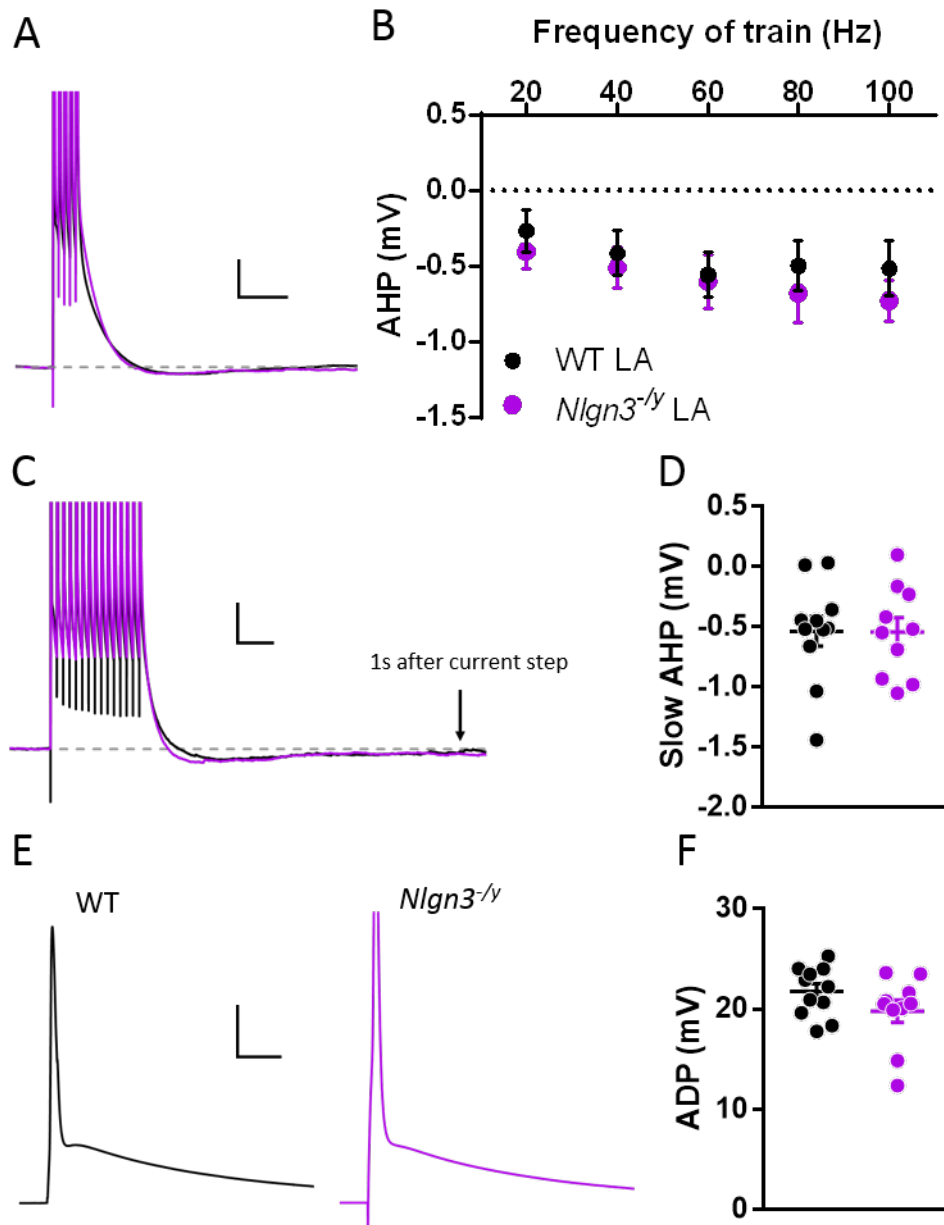 A
B
Frequency of train (Hz)
20 40 60 80 100
0.5
0.0
-0.5
-1.0
-1.5
AHP (mV)
WT LA
Nlgn3-/y LA
C
1s after current step
D
0.5
0.0
-0.5
-1.0
-1.5
-2.0
Slow AHP (mV)
E
WT
Nlgn3-/y
F
30
20
10
0
ADP (mV)